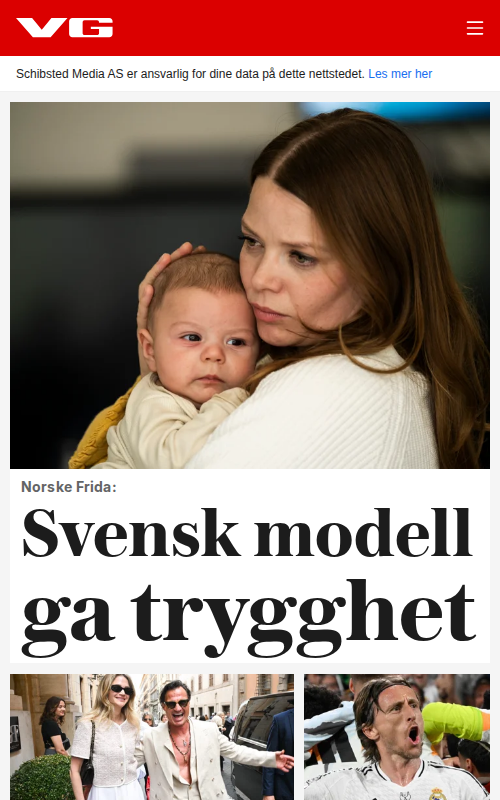 VG
Schibsted Media AS er ansvarlig for dine data på dette nettstedet. Les mer her
Norske Frida:
Svensk modell
ga trygghet